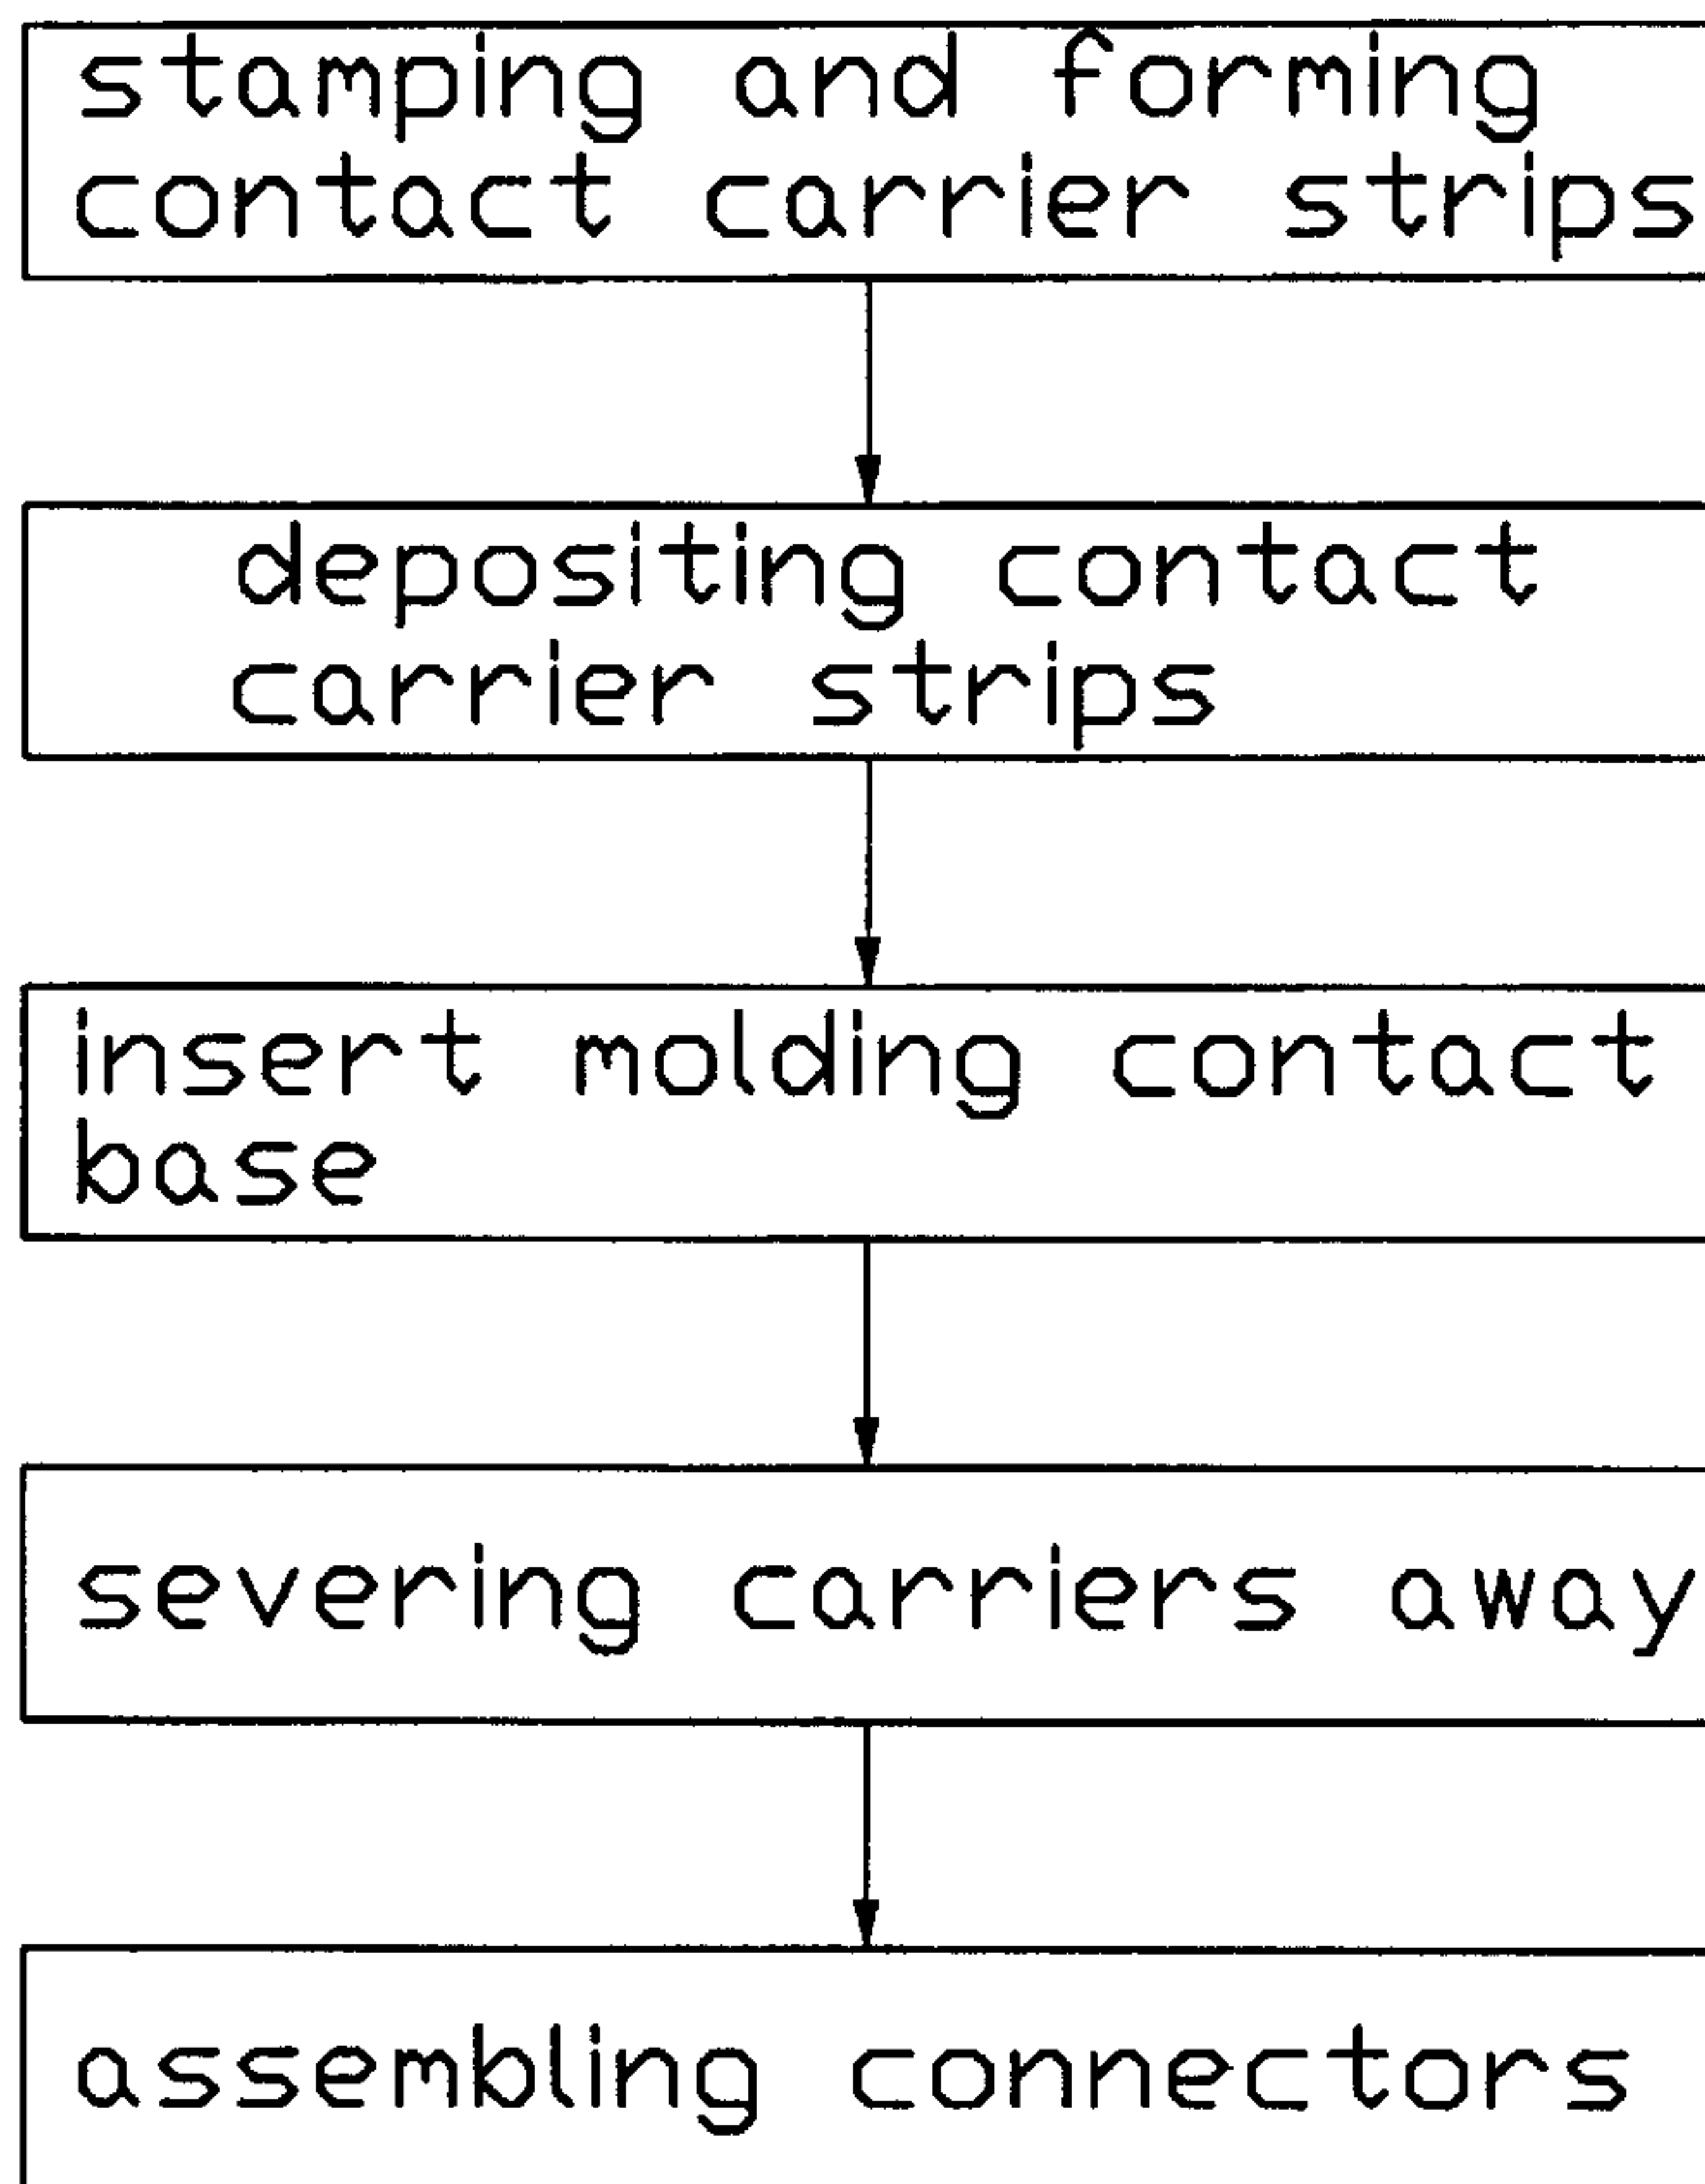 stamping and forming
contact carrier strips
depositing contact
carrier strips
insert molding contact
base
severing carriers away
assembling connectors